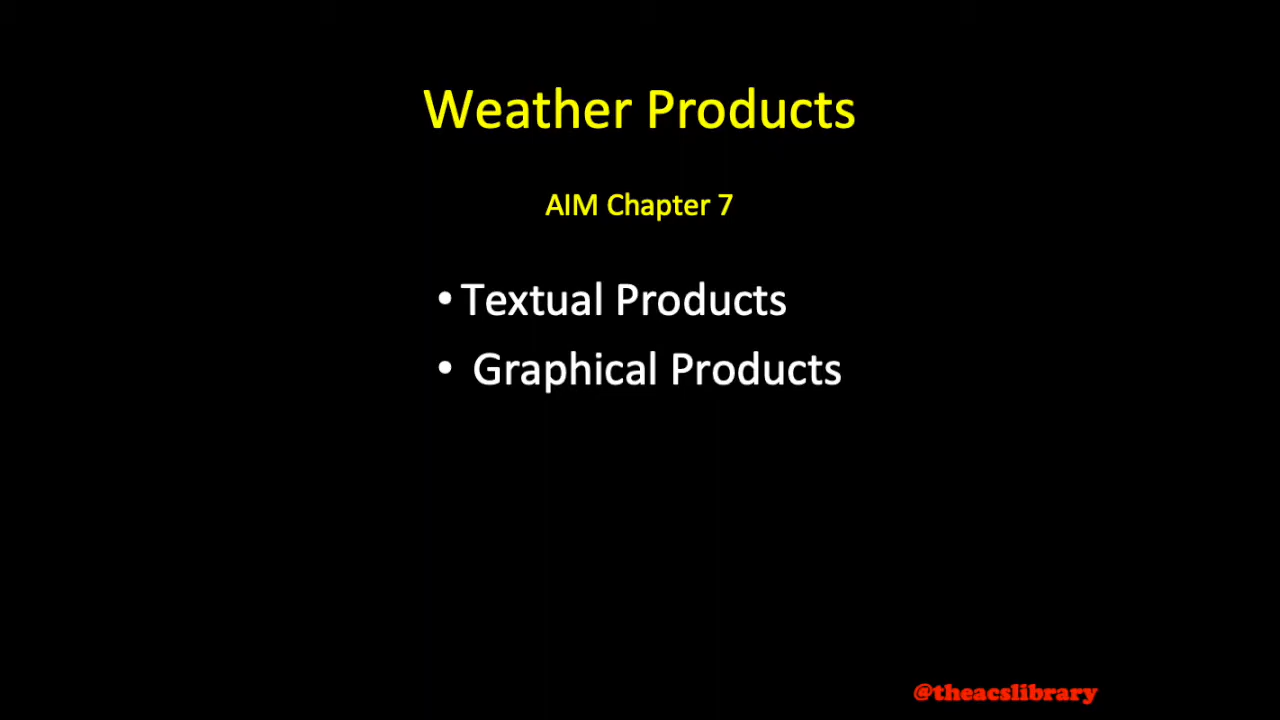 Weather Products
AIM Chapter 7
• Textual Products
• Graphical Products
@theacslibrary